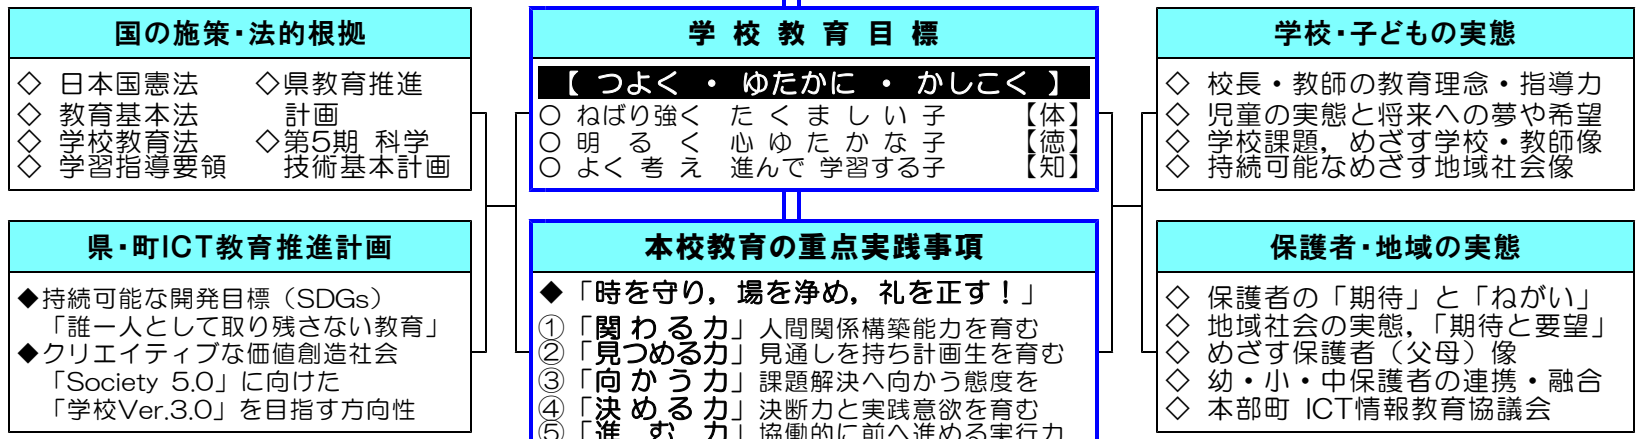 国の施策・法的根拠
◇ 日本国憲法
◇ 教育基本法
◇ 学校教育法
◇ 学習指導要領
◇県教育推進
計画
◇第5期 科学
技術基本計画
県・町ICT教育推進計画
◆持続可能な開発目標（SDGs）
「誰一人として取り残さない教育」
◆クリエイティブな価値創造社会
「Society 5.0」に向けた
「学校Ver.3.0」を目指す方向性
学 校 教 育 目 標
【 つよく ・ ゆたかに ・ かしこく 】
○ ねばり強く た く ま し い 子 【体】
○ 明 る く 心 ゆ た か な 子 【徳】
○ よく 考 え 進んで 学習する子 【知】
本校教育の重点実践事項
◆「時を守り，場を浄め，礼を正す！」
①「関 わ る 力」人間関係構築能力を育む
②「見つめる力」見通しを持ち計画生を育む
③「向 か う 力」課題解決へ向かう態度を
④「決 め る 力」決断力と実践意欲を育む
⑤「進 む 力」協働的に前へ進める実行力
学校・子どもの実態
◇ 校長・教師の教育理念・指導力
◇ 児童の実態と将来への夢や希望
◇ 学校課題，めざす学校・教師像
◇ 持続可能なめざす地域社会像
保護者・地域の実態
◇ 保護者の「期待」と「ねがい」
◇ 地域社会の実態，「期待と要望」
◇ めざす保護者（父母）像
◇ 幼・小・中保護者の連携・融合
◇ 本部町 ICT情報教育協議会